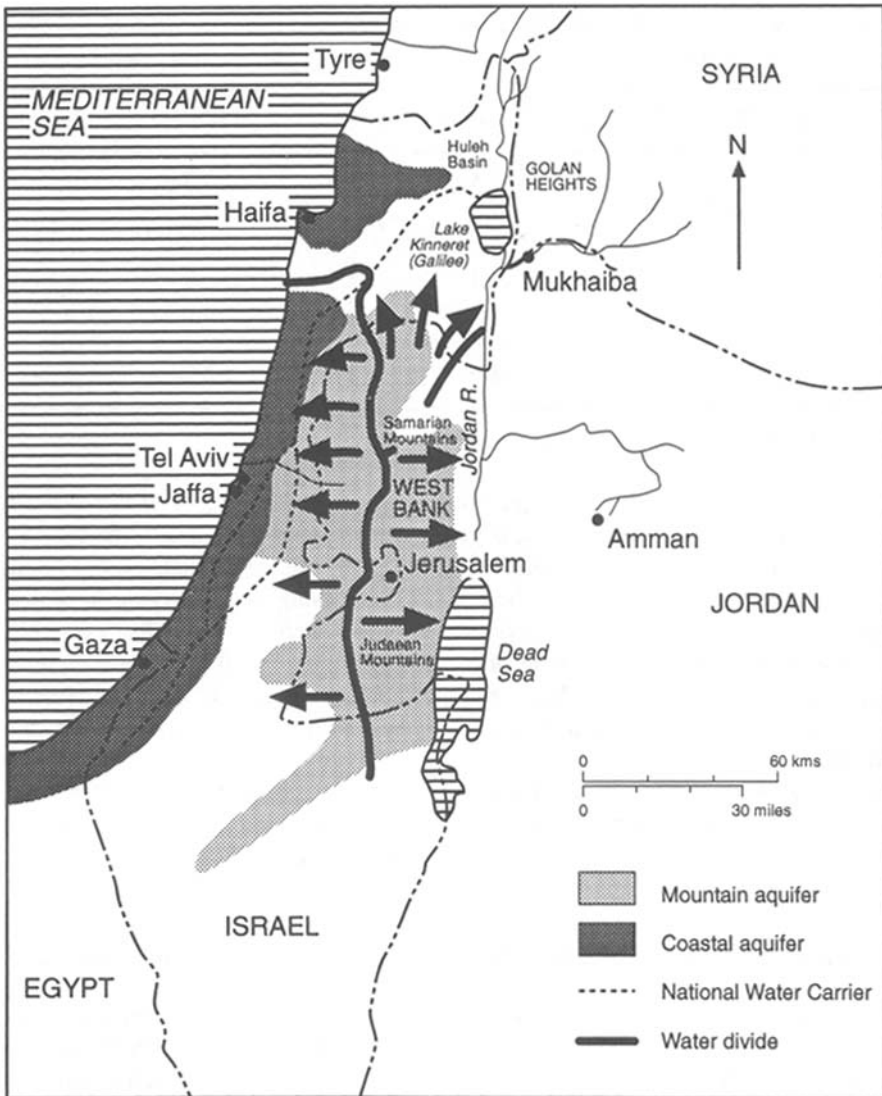 Tyre
SYRIA
MEDITERRANEAN
SEA
Huleh
Basin
N
GOLAN
HEIGHTS
Haifa
Lake
Kinneret
(Galilee)
Mukhaiba
Jordan R.
Samarian
Mountains
Tel Aviv
Jaffa
WEST
BANK
Amman
Jerusalem
JORDAN
Gaza
Judaean
Mountains
Dead
Sea
0 60 kms
0 30 miles
Mountain aquifer
ISRAEL
Coastal aquifer
EGYPT
National Water Carrier
Water divide